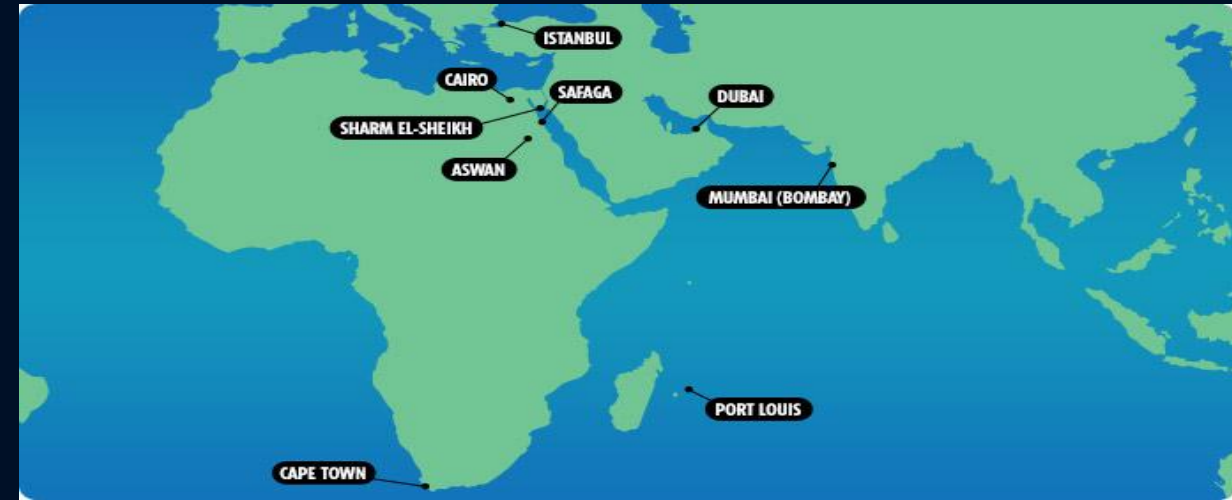 ISTANBUL
CAIRO
SAFAGA
DUBAI
SHARM EL-SHEIKH
ASWAN
MUMBAI (BOMBAY)
PORT LOUIS
CAPE TOWN